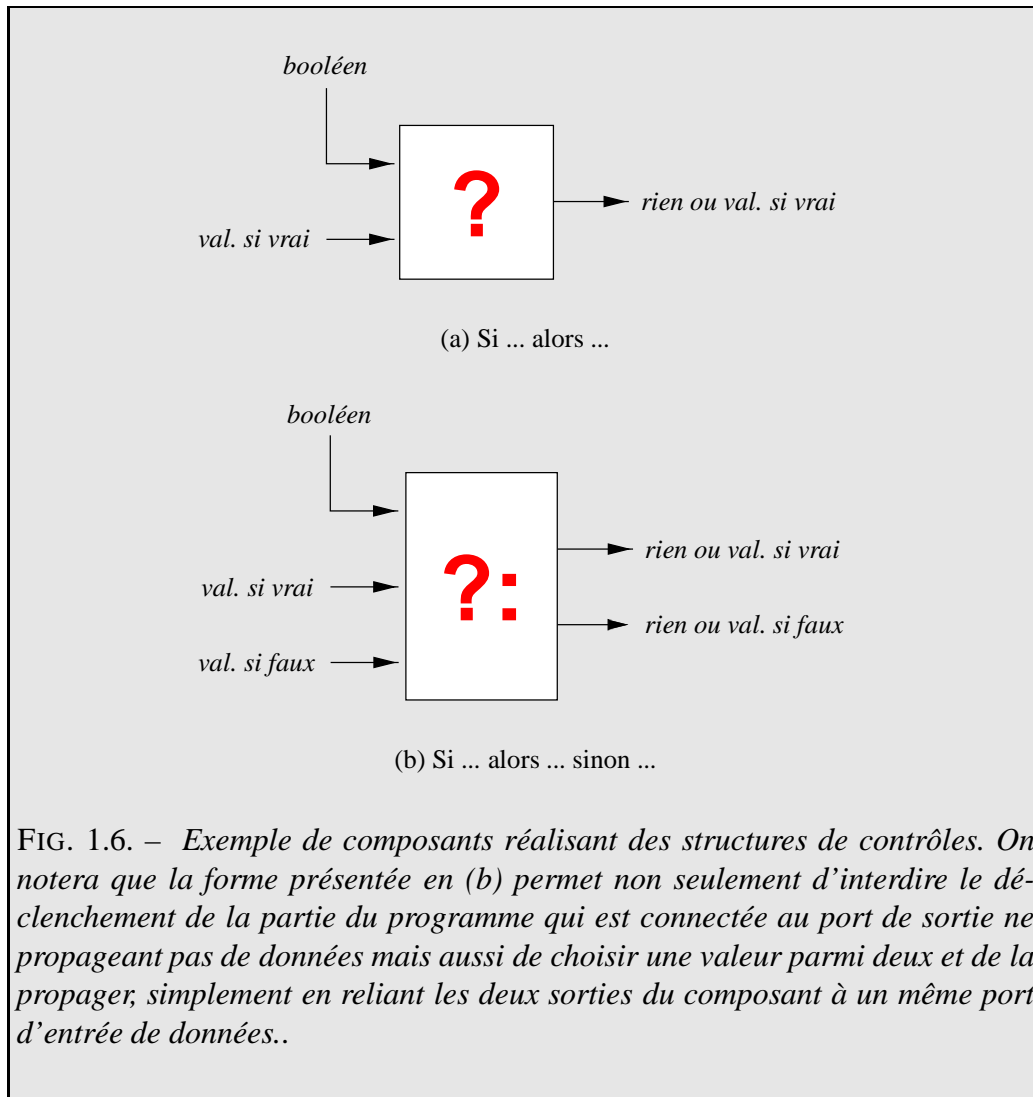 booléen
?
rien ou val. si vrai
val. si vrai
(a) Si ... alors ...
booléen
rien ou val. si vrai
val. si vrai
?:
rien ou val. si faux
val. si faux
(b) Si ... alors ... sinon ...
FIG. 1.6. – Exemple de composants réalisant des structures de contrôles. On
notera que la forme présentée en (b) permet non seulement d'interdire le dé-
clenchement de la partie du programme qui est connectée au port de sortie ne
propageant pas de données mais aussi de choisir une valeur parmi deux et de la
propager, simplement en reliant les deux sorties du composant à un même port
d'entrée de données..